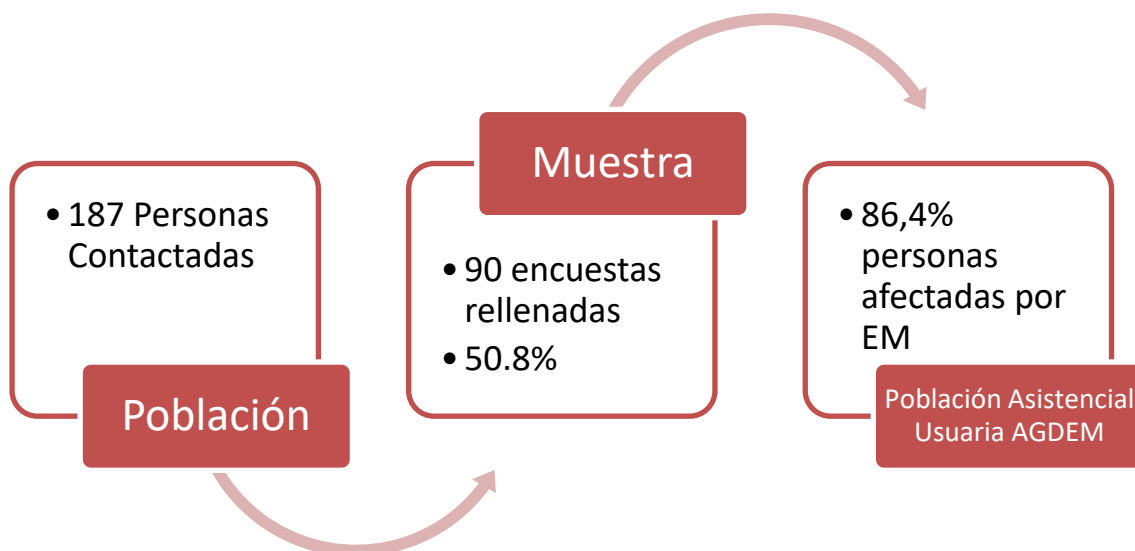 • 187 Personas
Contactadas
Población
Muestra
• 90 encuestas
rellenadas
• 50.8%
• 86,4%
personas
afectadas por
EM
Población Asistencial
Usuaria AGDEM